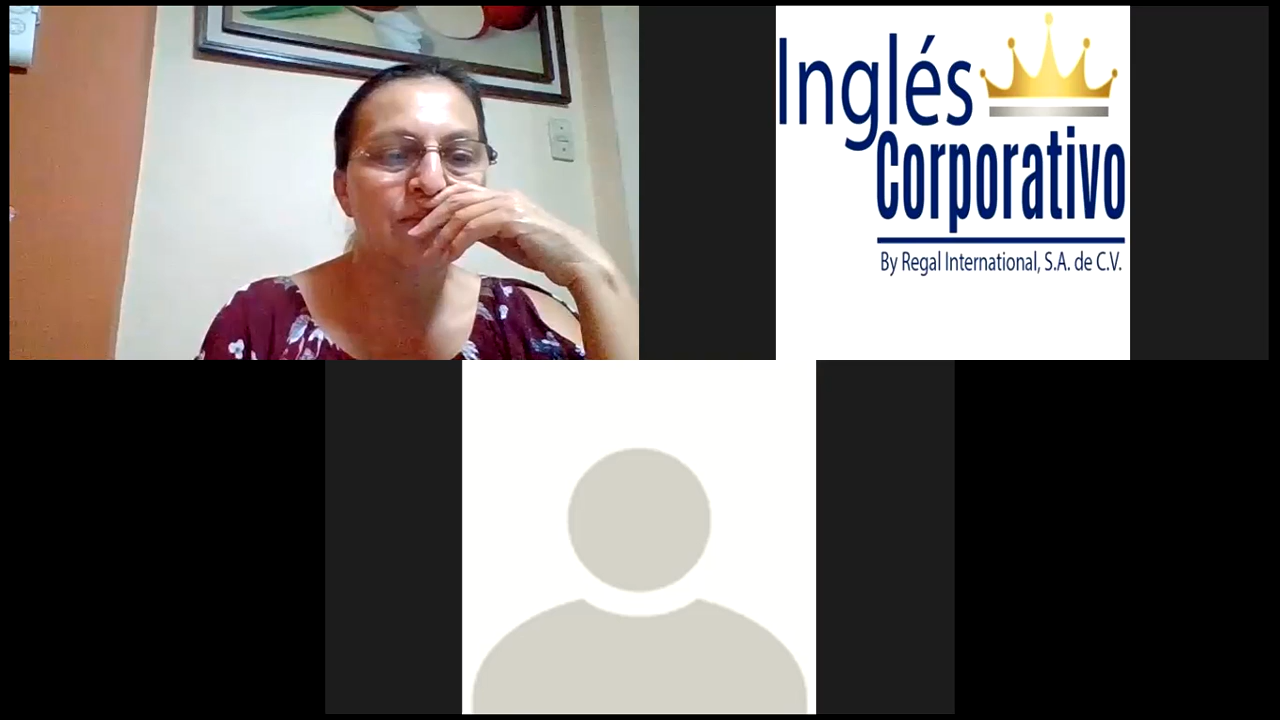 Inglés
Corporativo
By Regal International, S.A. de C.V.